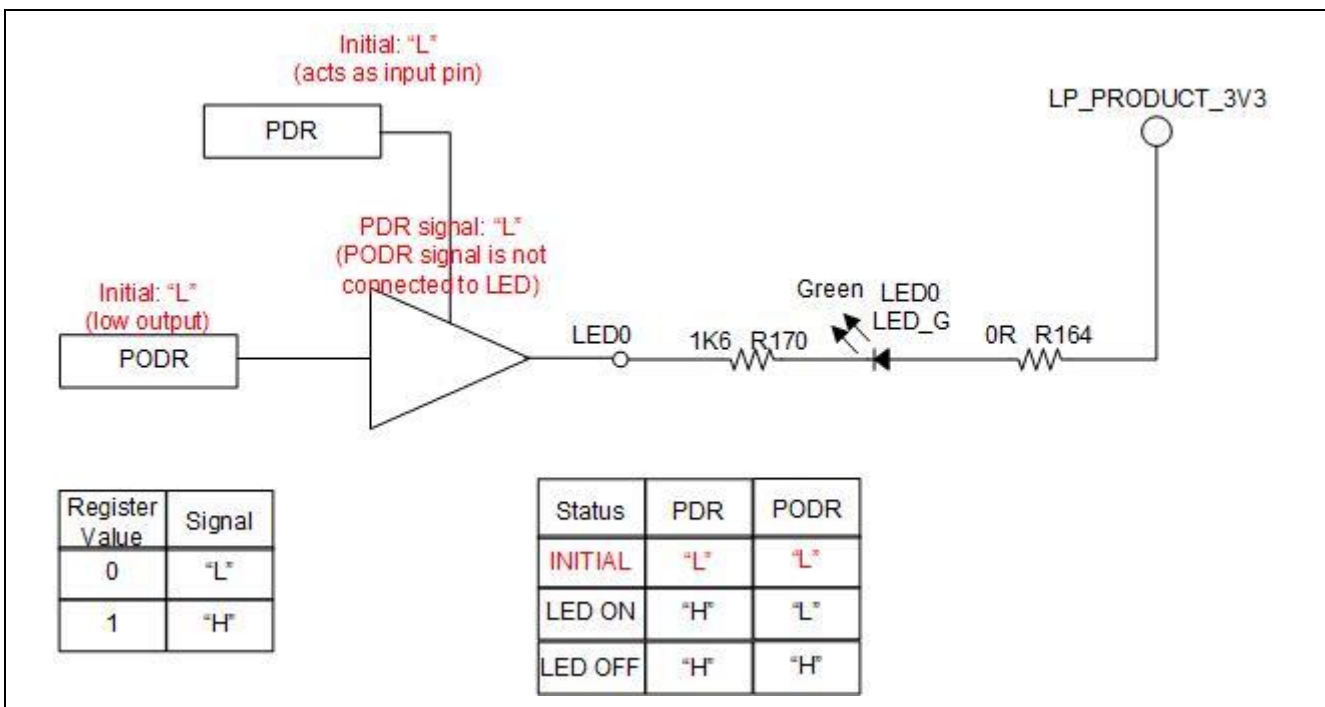 Initial: “L”
(acts as input pin)
PDR
LP_PRODUCT_3V3
PDR signal: “L”
(PODR signal is not
connected to LED)
Initial: “L”
(low output)
PODR
LED0
1K6 R170
Green
LED0
LED_G
0R R164
Register
Value
Signal
0
“L”
1
“H”
Status
PDR
PODR
INITIAL
“L”
“L”
LED ON
“H”
“L”
LED OFF
“H”
“H”